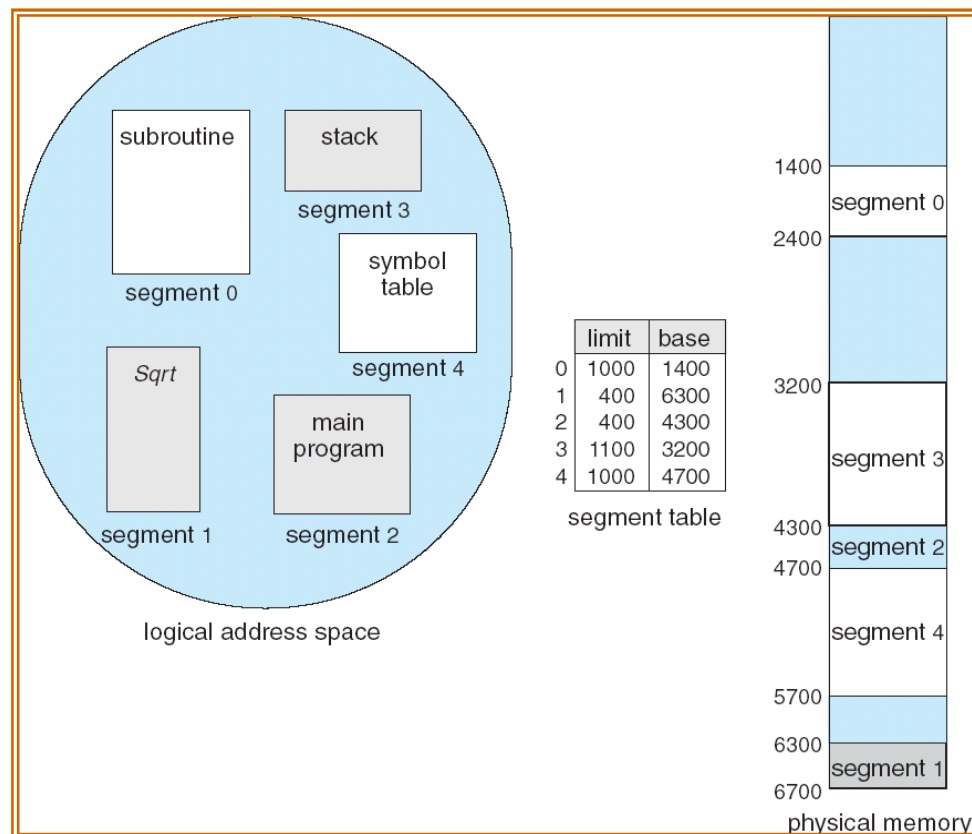 subroutine
segment 0
stack
segment 3
symbol
table
segment 4
Sqrt
segment 1
main
program
segment 2
logical address space
limit base
0 1000 1400
1 400 6300
2 400 4300
3 1100 3200
4 1000 4700
segment table
1400
segment 0
2400
3200
segment 3
4300
segment 2
4700
segment 4
5700
6300
segment 1
6700
physical memory